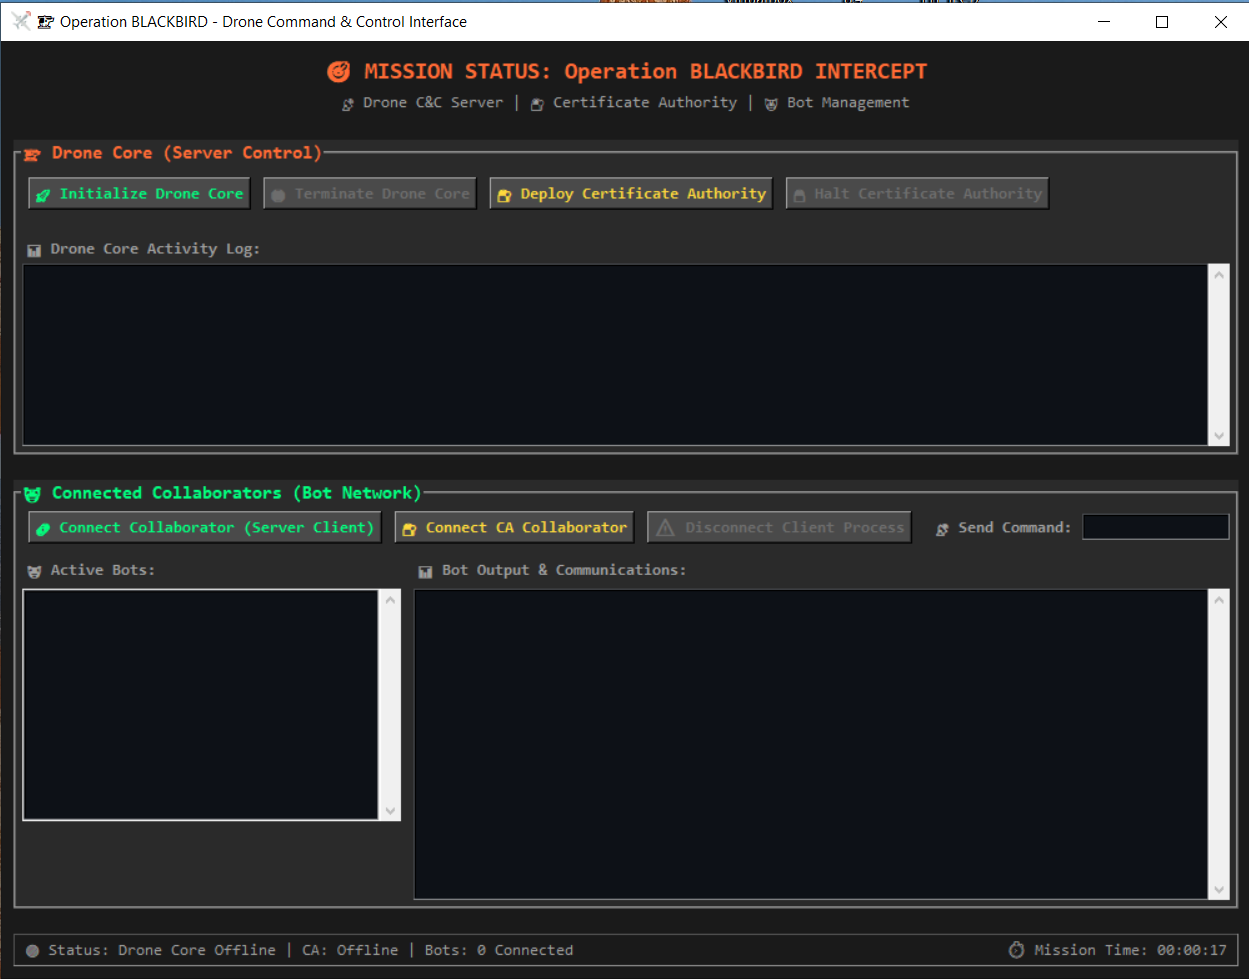 Operation BLACKBIRD - Drone Command & Control Interface
MISSION STATUS: Operation BLACKBIRD INTERCEPT
Drone C&C Server | Certificate Authority | Bot Management
Drone Core (Server Control)
Initialize Drone Core
Terminate Drone Core
Deploy Certificate Authority
Halt Certificate Authority
Drone Core Activity Log:
Connected Collaborators (Bot Network)
Connect Collaborator (Server Client)
Connect CA Collaborator
Disconnect Client Process
Send Command:
Active Bots:
Bot Output & Communications:
Status: Drone Core Offline | CA: Offline | Bots: 0 Connected
Mission Time: 00:00:17